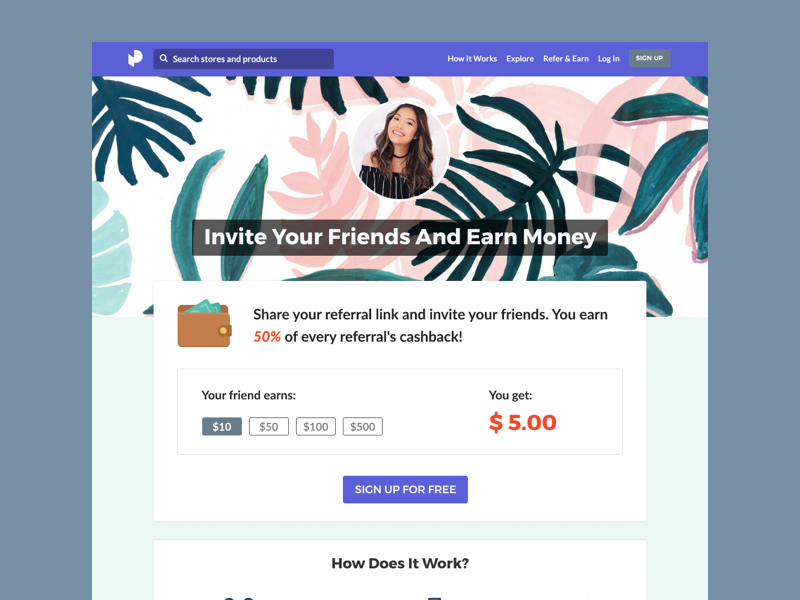 Search stores and products
How It Works
Explore
Refer & Earn
Log In
SIGN UP
Invite Your Friends And Earn Money
Share your referral link and invite your friends. You earn
50% of every referral's cashback!
Your friend earns:
$10
$50
$100
$500
You get:
$ 5.00
SIGN UP FOR FREE
How Does It Work?